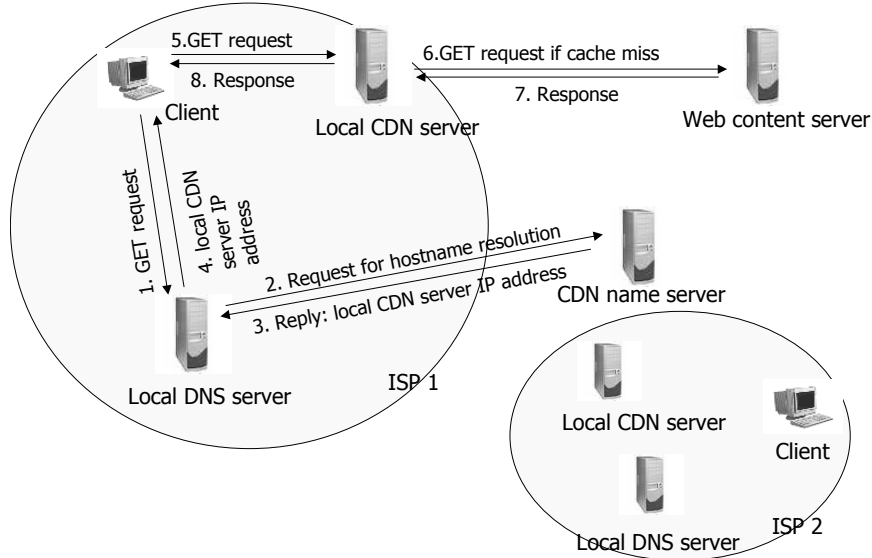 5.GET request
8. Response
Client
Local CDN server
6.GET request if cache miss
7. Response
Web content server
1. GET request
4. local CDN
server IP
address
2. Request for hostname resolution
3. Reply: local CDN server IP address
CDN name server
Local DNS server
ISP 1
Local CDN server
Client
Local DNS server
ISP 2